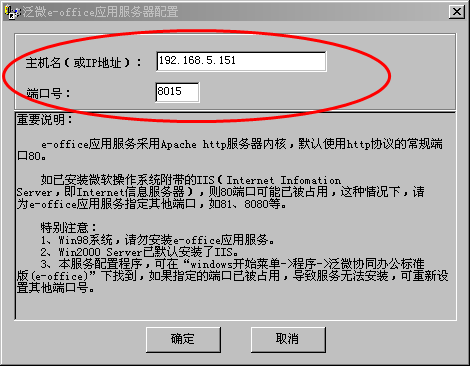 泛微e-office应用服务器配置
主机名(或IP地址)： 192.168.5.151
端口号： 8015
重要说明：
e-office应用服务采用Apache http服务器内核，默认使用http协议的常规端
口80。
如已安装微软操作系统附带的IIS(Internet Infomation
Server，即Internet信息服务器)，则80端口可能已被占用，这种情况下，请
为e-office应用服务指定其他端口，如81、8080等。
特别注意：
1、Win98系统，请勿安装e-office应用服务。
2、Win2000 Server已默认安装了IIS。
3、本服务配置程序，可在“windows开始菜单->程序->泛微协同办公标准
版(e-office)”下找到，如果指定的端口已被占用，导致服务无法安装，可重新设
置其他端口号。
确定 取消